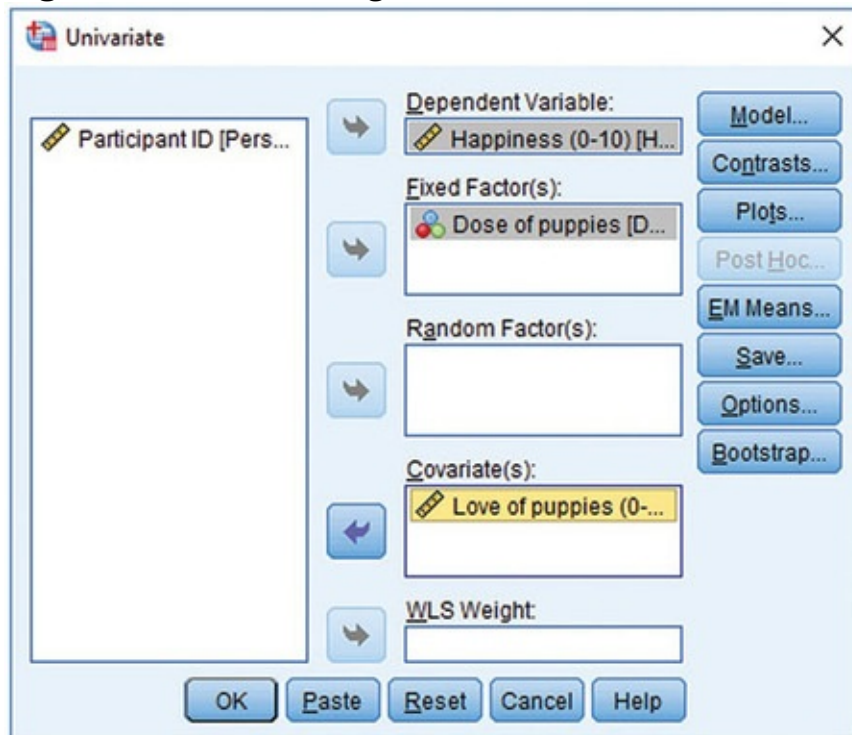 Univariate
Participant ID [Pers...
Dependent Variable:
Happiness (0-10) [H...
Fixed Factor(s):
Dose of puppies [D...
Random Factor(s):
Covariate(s):
Love of puppies (0-...
WLS Weight:
Model...
Contrasts...
Plots...
Post Hoc...
EM Means...
Save...
Options...
Bootstrap...
OK Paste Reset Cancel Help